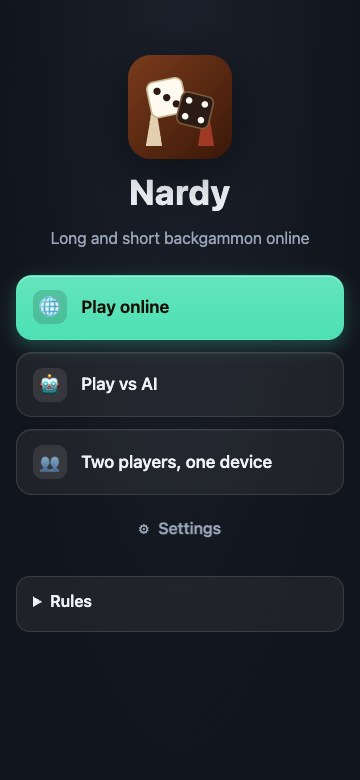 Nardy
Long and short backgammon online
Play online
Play vs AI
Two players, one device
Settings
Rules